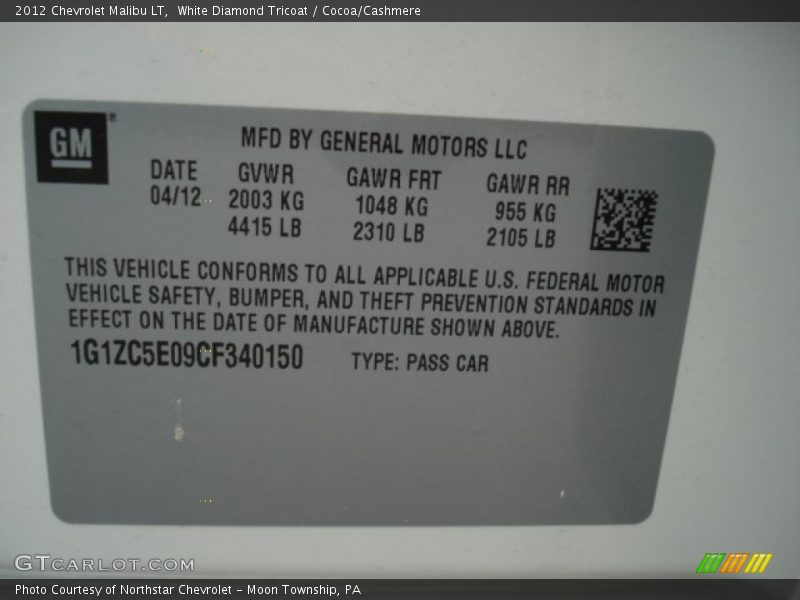 2012 Chevrolet Malibu LT,  White Diamond Tricoat / Cocoa/Cashmere
GM®
MFD BY GENERAL MOTORS LLC
DATE GVWR GAWR FRT GAWR RR
04/12 2003 KG 1048 KG 955 KG
4415 LB 2310 LB 2105 LB
THIS VEHICLE CONFORMS TO ALL APPLICABLE U.S. FEDERAL MOTOR
VEHICLE SAFETY, BUMPER, AND THEFT PREVENTION STANDARDS IN
EFFECT ON THE DATE OF MANUFACTURE SHOWN ABOVE.
1G1ZC5E09CF340150 TYPE: PASS CAR
GTCARLOT.COM
Photo Courtesy of Northstar Chevrolet - Moon Township, PA